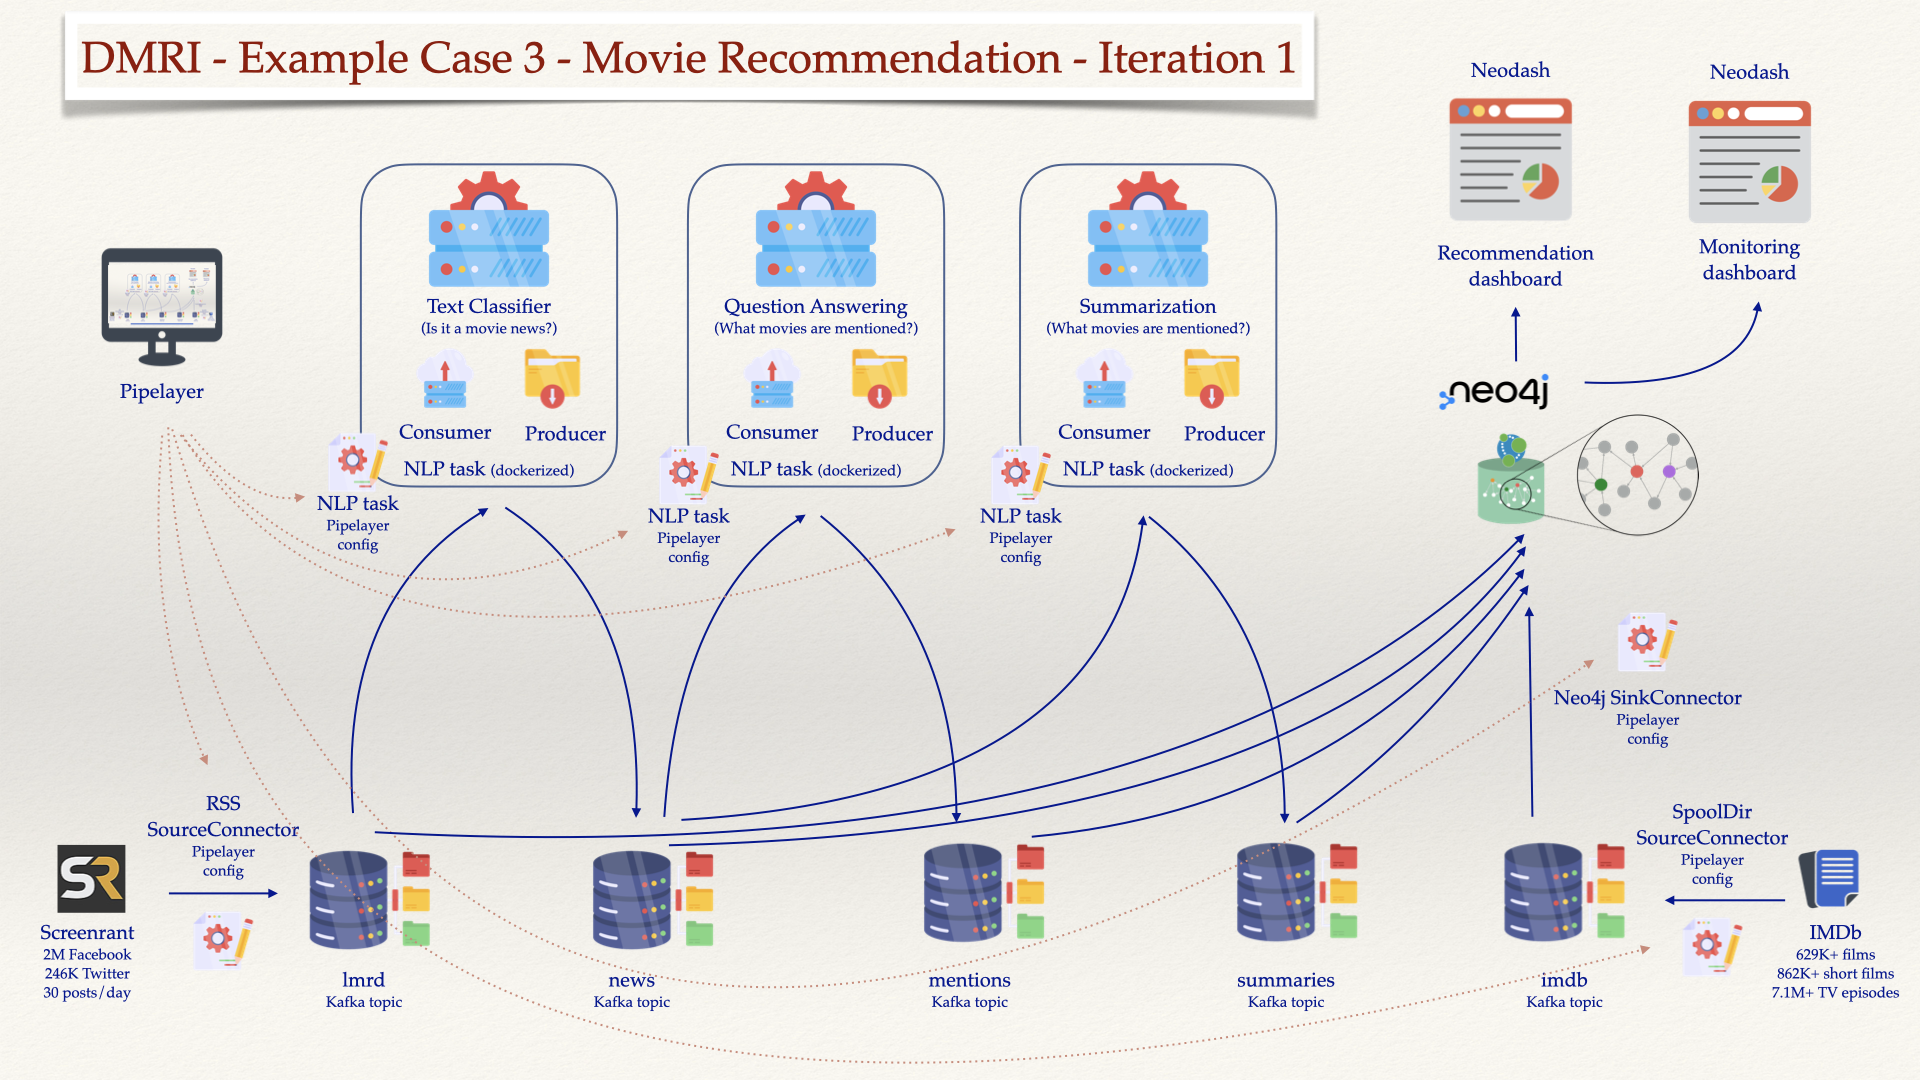 DMRI - Example Case 3 - Movie Recommendation - Iteration 1
Neodash
Neodash
Recommendation
dashboard
Monitoring
dashboard
Pipelayer
Text Classifier
(Is it a movie news?)
Consumer
Producer
NLP task (dockerized)
NLP task
Pipelayer
config
Question Answering
(What movies are mentioned?)
Consumer
Producer
NLP task (dockerized)
NLP task
Pipelayer
config
Summarization
(What movies are mentioned?)
Consumer
Producer
NLP task (dockerized)
NLP task
Pipelayer
config
neo4j
Neo4j SinkConnector
Pipelayer
config
RSS
SourceConnector
Pipelayer
config
SR
Screenrant
2M Facebook
246K Twitter
30 posts/day
lmrd
Kafka topic
news
Kafka topic
mentions
Kafka topic
summaries
Kafka topic
imdb
Kafka topic
SpoolDir
SourceConnector
Pipelayer
config
IMDb
629K+ films
862K+ short films
7.1M+ TV episodes